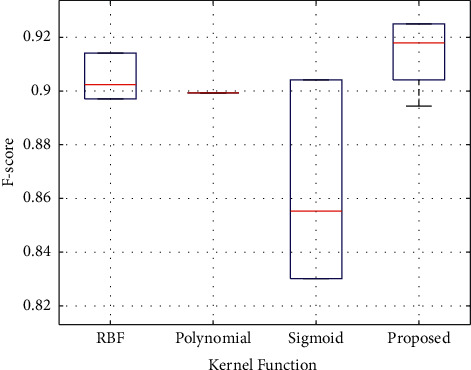 F-score
0.92
0.9
0.88
0.86
0.84
0.82
RBF Polynomial Sigmoid Proposed
Kernel Function